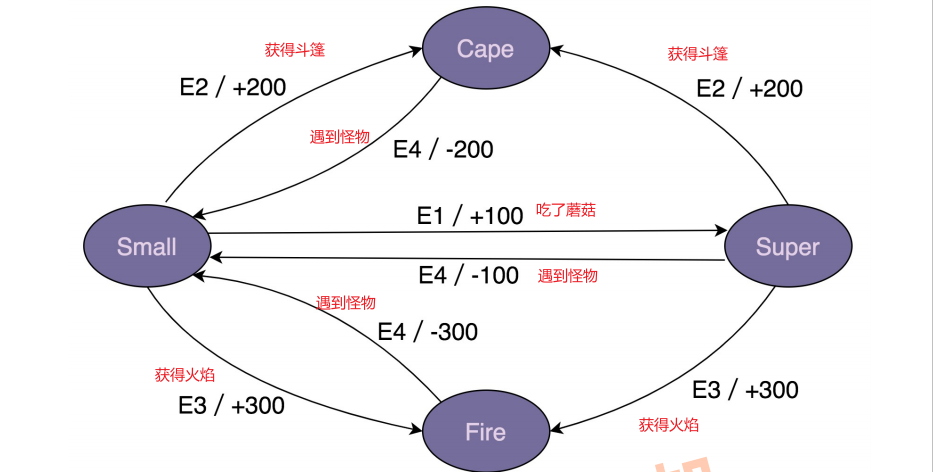 Cape
获得斗篷
E2 / +200
获得斗篷
E2 / +200
遇到怪物
E4 / -200
E1 / +100
吃了蘑菇
Small
Super
E4 / -100
遇到怪物
遇到怪物
E4 / -300
获得火焰
E3 / +300
E3 / +300
获得火焰
Fire